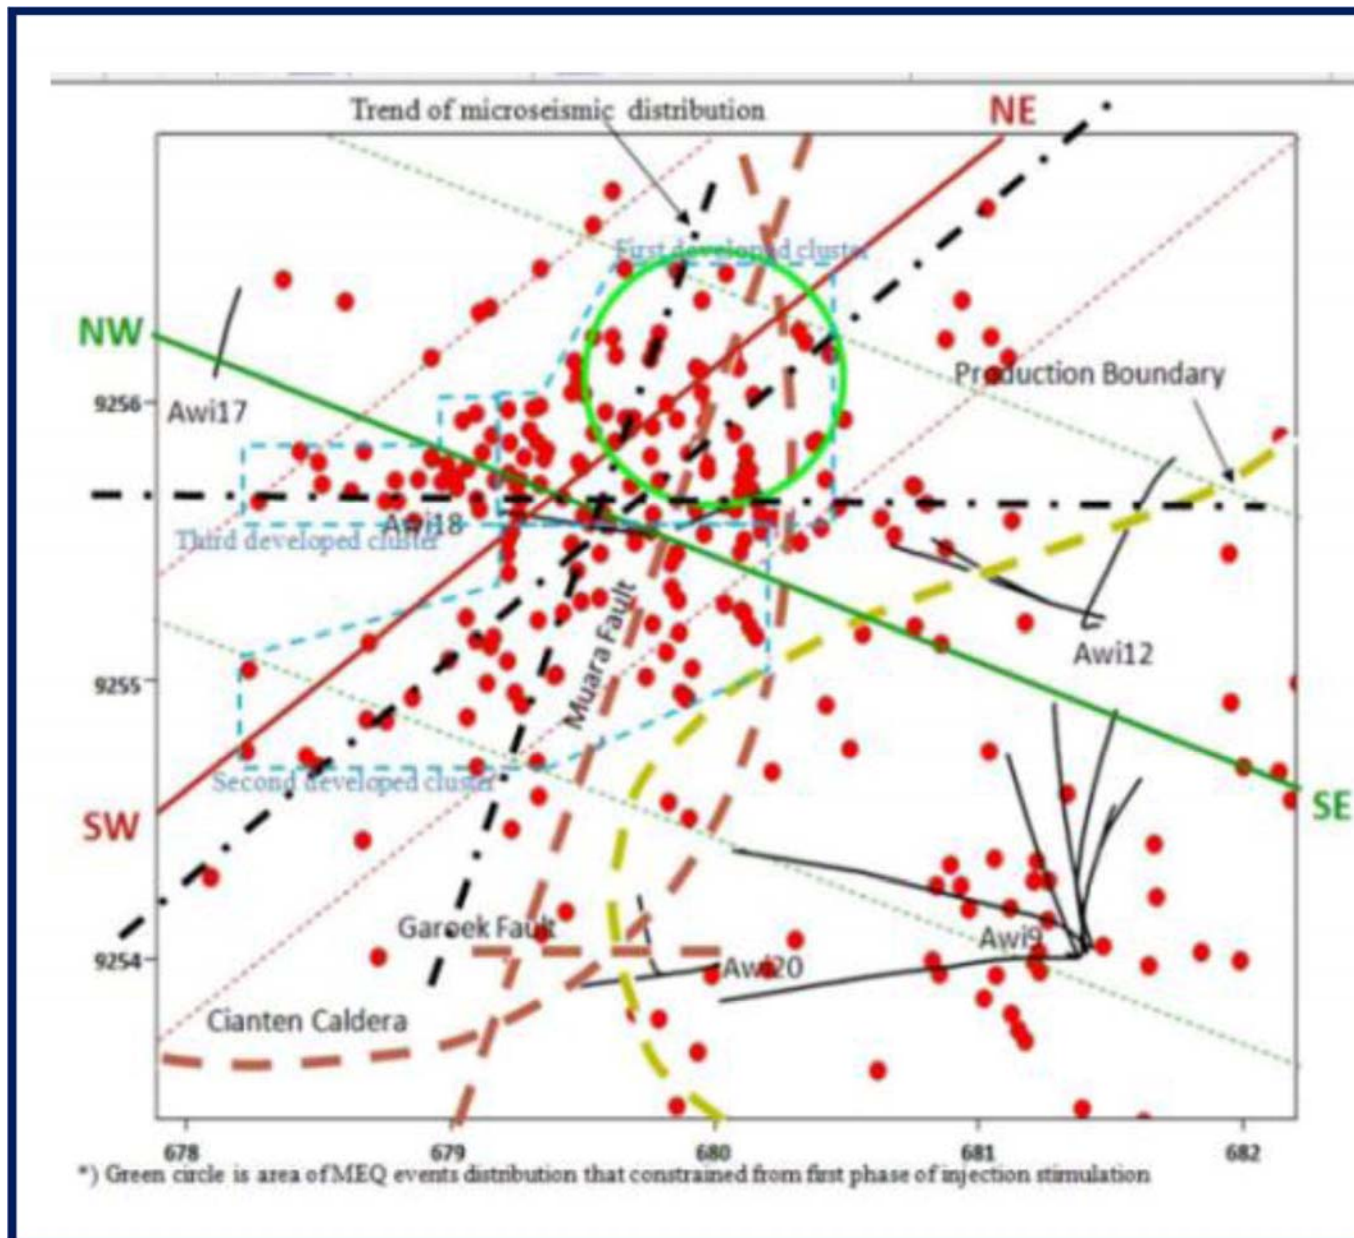 Trend of microseismic distribution
NE
First developed cluster
NW
Production Boundary
9256
Awi17
Awi18
Third developed cluster
Muara Fault
Awi12
9255
Second developed cluster
SW
SE
Garoek Fault
Awi9
9254
Awi20
Cianten Caldera
678 679 680 681 682
*) Green circle is area of MEQ events distribution that constrained from first phase of injection stimulation